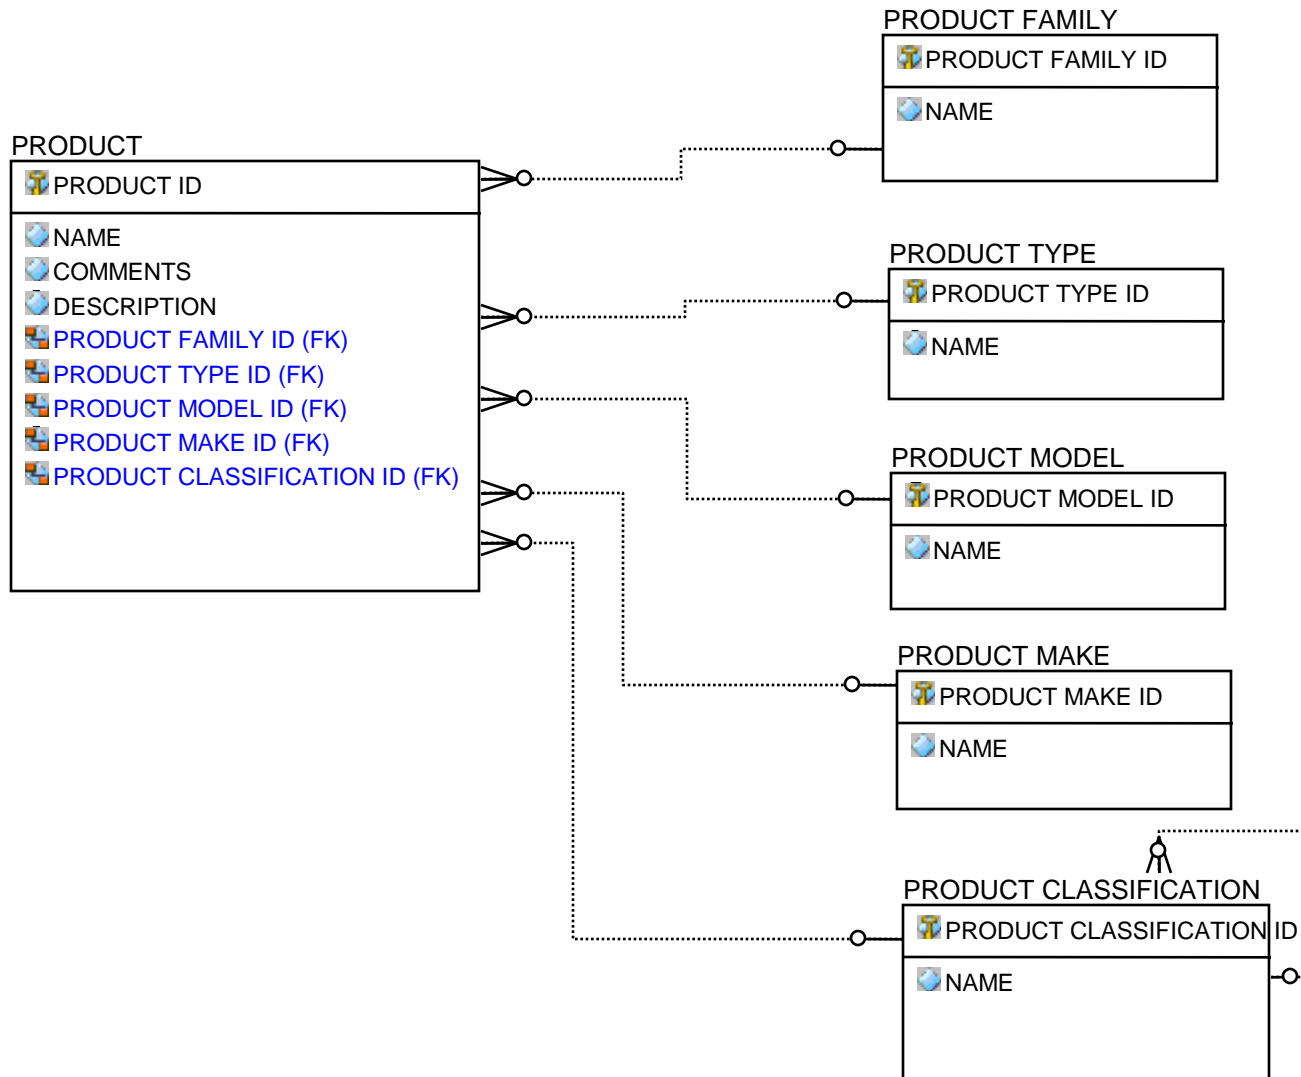 PRODUCT
PRODUCT ID
NAME
COMMENTS
DESCRIPTION
PRODUCT FAMILY ID (FK)
PRODUCT TYPE ID (FK)
PRODUCT MODEL ID (FK)
PRODUCT MAKE ID (FK)
PRODUCT CLASSIFICATION ID (FK)
PRODUCT FAMILY
PRODUCT FAMILY ID
NAME
PRODUCT TYPE
PRODUCT TYPE ID
NAME
PRODUCT MODEL
PRODUCT MODEL ID
NAME
PRODUCT MAKE
PRODUCT MAKE ID
NAME
PRODUCT CLASSIFICATION
PRODUCT CLASSIFICATION ID
NAME